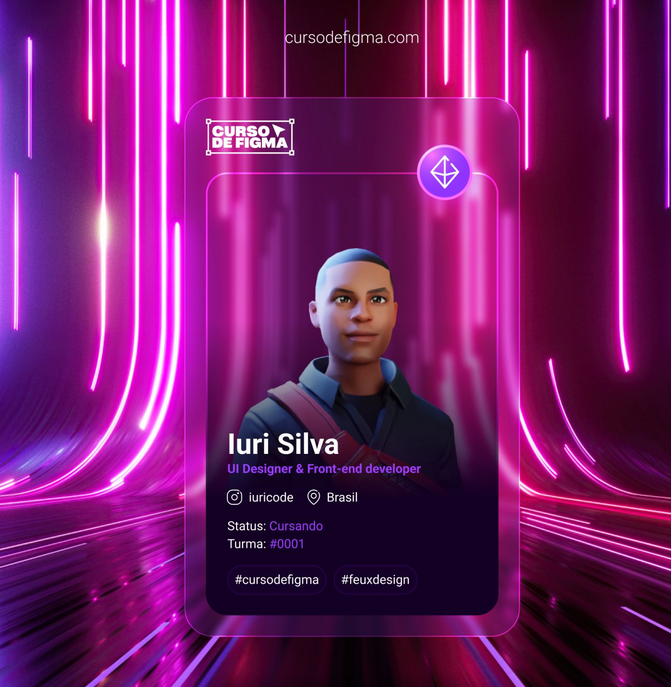 cursodefigma.com
CURSO
DE FIGMA
Iuri Silva
UI Designer & Front-end developer
iuricode Brasil
Status: Cursando
Turma: #0001
#cursodefigma #feuxdesign